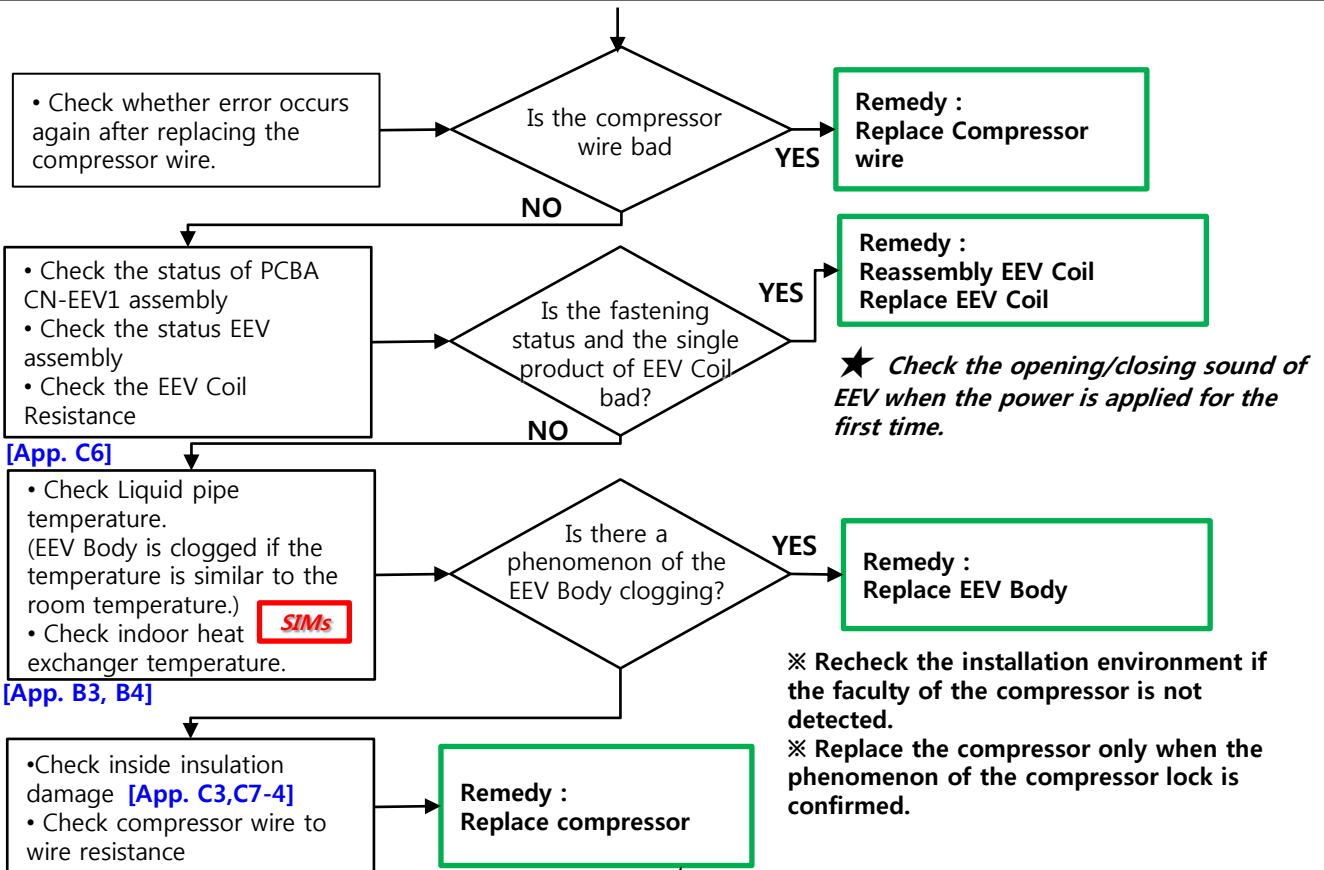 • Check whether error occurs
again after replacing the
compressor wire.
Is the compressor
wire bad
YES
Remedy :
Replace Compressor
wire
NO
• Check the status of PCBA
CN-EEV1 assembly
• Check the status EEV
assembly
• Check the EEV Coil
Resistance
[App. C6]
Is the fastening
status and the single
product of EEV Coil
bad?
YES
Remedy :
Reassembly EEV Coil
Replace EEV Coil
★ Check the opening/closing sound of
EEV when the power is applied for the
first time.
NO
• Check Liquid pipe
temperature.
(EEV Body is clogged if the
temperature is similar to the
room temperature.)
• Check indoor heat
exchanger temperature.
SIMs
[App. B3, B4]
Is there a
phenomenon of the
EEV Body clogging?
YES
Remedy :
Replace EEV Body
※ Recheck the installation environment if
the faculty of the compressor is not
detected.
※ Replace the compressor only when the
phenomenon of the compressor lock is
confirmed.
•Check inside insulation
damage [App. C3,C7-4]
• Check compressor wire to
wire resistance
Remedy :
Replace compressor